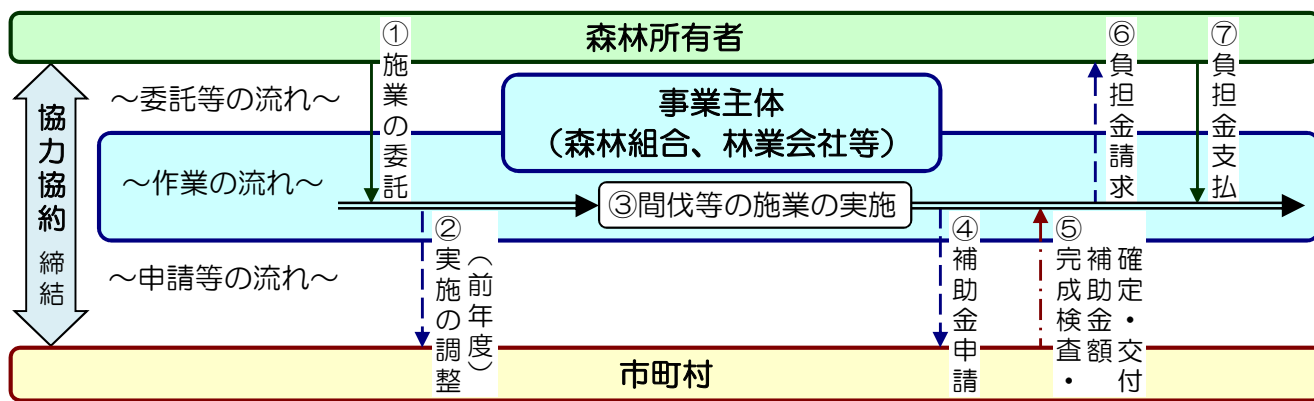 森林所有者
協力協約 締結
～委託等の流れ～
①施業の委託
事業主体
（森林組合、林業会社等）
⑥負担金請求
⑦負担金支払
～作業の流れ～
③間伐等の施業の実施
～申請等の流れ～
②実施の調整
（前年度）
④補助金申請
⑤完成検査・
補助金額
確定・交付
市町村